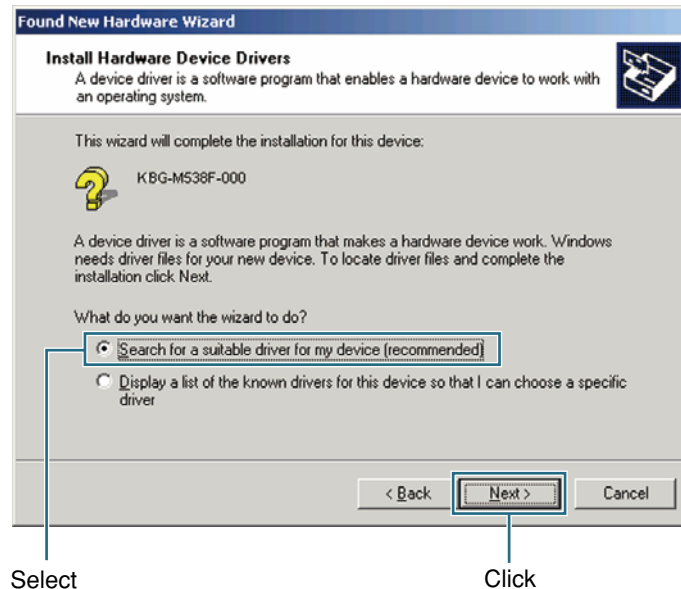 Found New Hardware Wizard
Install Hardware Device Drivers
A device driver is a software program that enables a hardware device to work with
an operating system.
This wizard will complete the installation for this device:
KBG-M538F-000
A device driver is a software program that makes a hardware device work. Windows
needs driver files for your new device. To locate driver files and complete the
installation click Next.
What do you want the wizard to do?
Search for a suitable driver for my device (recommended)
Display a list of the known drivers for this device so that I can choose a specific
driver
< Back Next > Cancel
Select Click